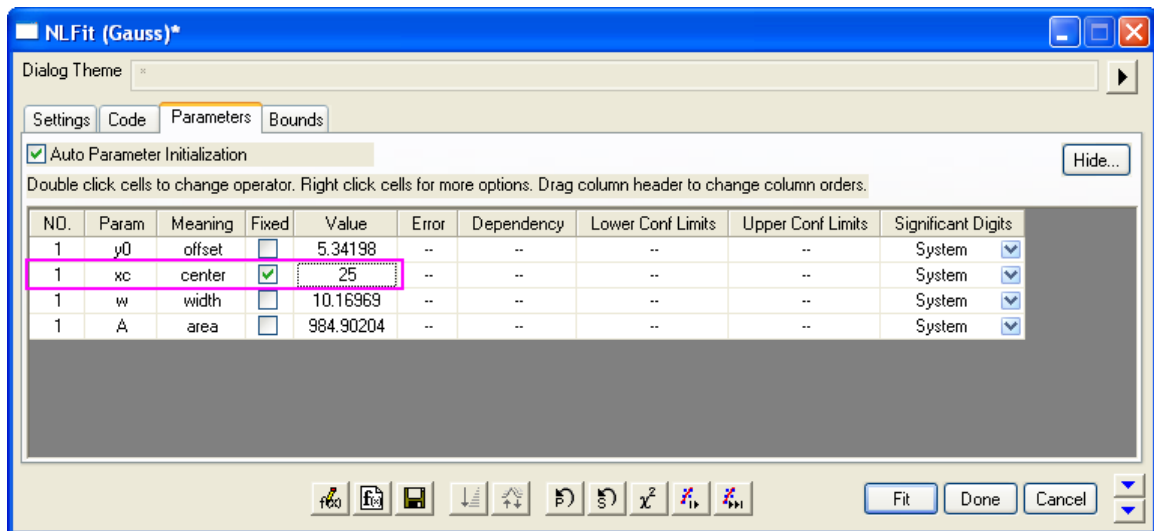 NLFit (Gauss)*
Dialog Theme *
Settings Code Parameters Bounds
Auto Parameter Initialization Hide...
Double click cells to change operator. Right click cells for more options. Drag column header to change column orders.
NO. Param Meaning Fixed Value Error Dependency Lower Conf Limits Upper Conf Limits Significant Digits
1 y0 offset 5.34198 -- -- -- -- System
1 xc center 25 -- -- -- -- System
1 w width 10.16969 -- -- -- -- System
1 A area 984.90204 -- -- -- -- System
χ² Fit Done Cancel